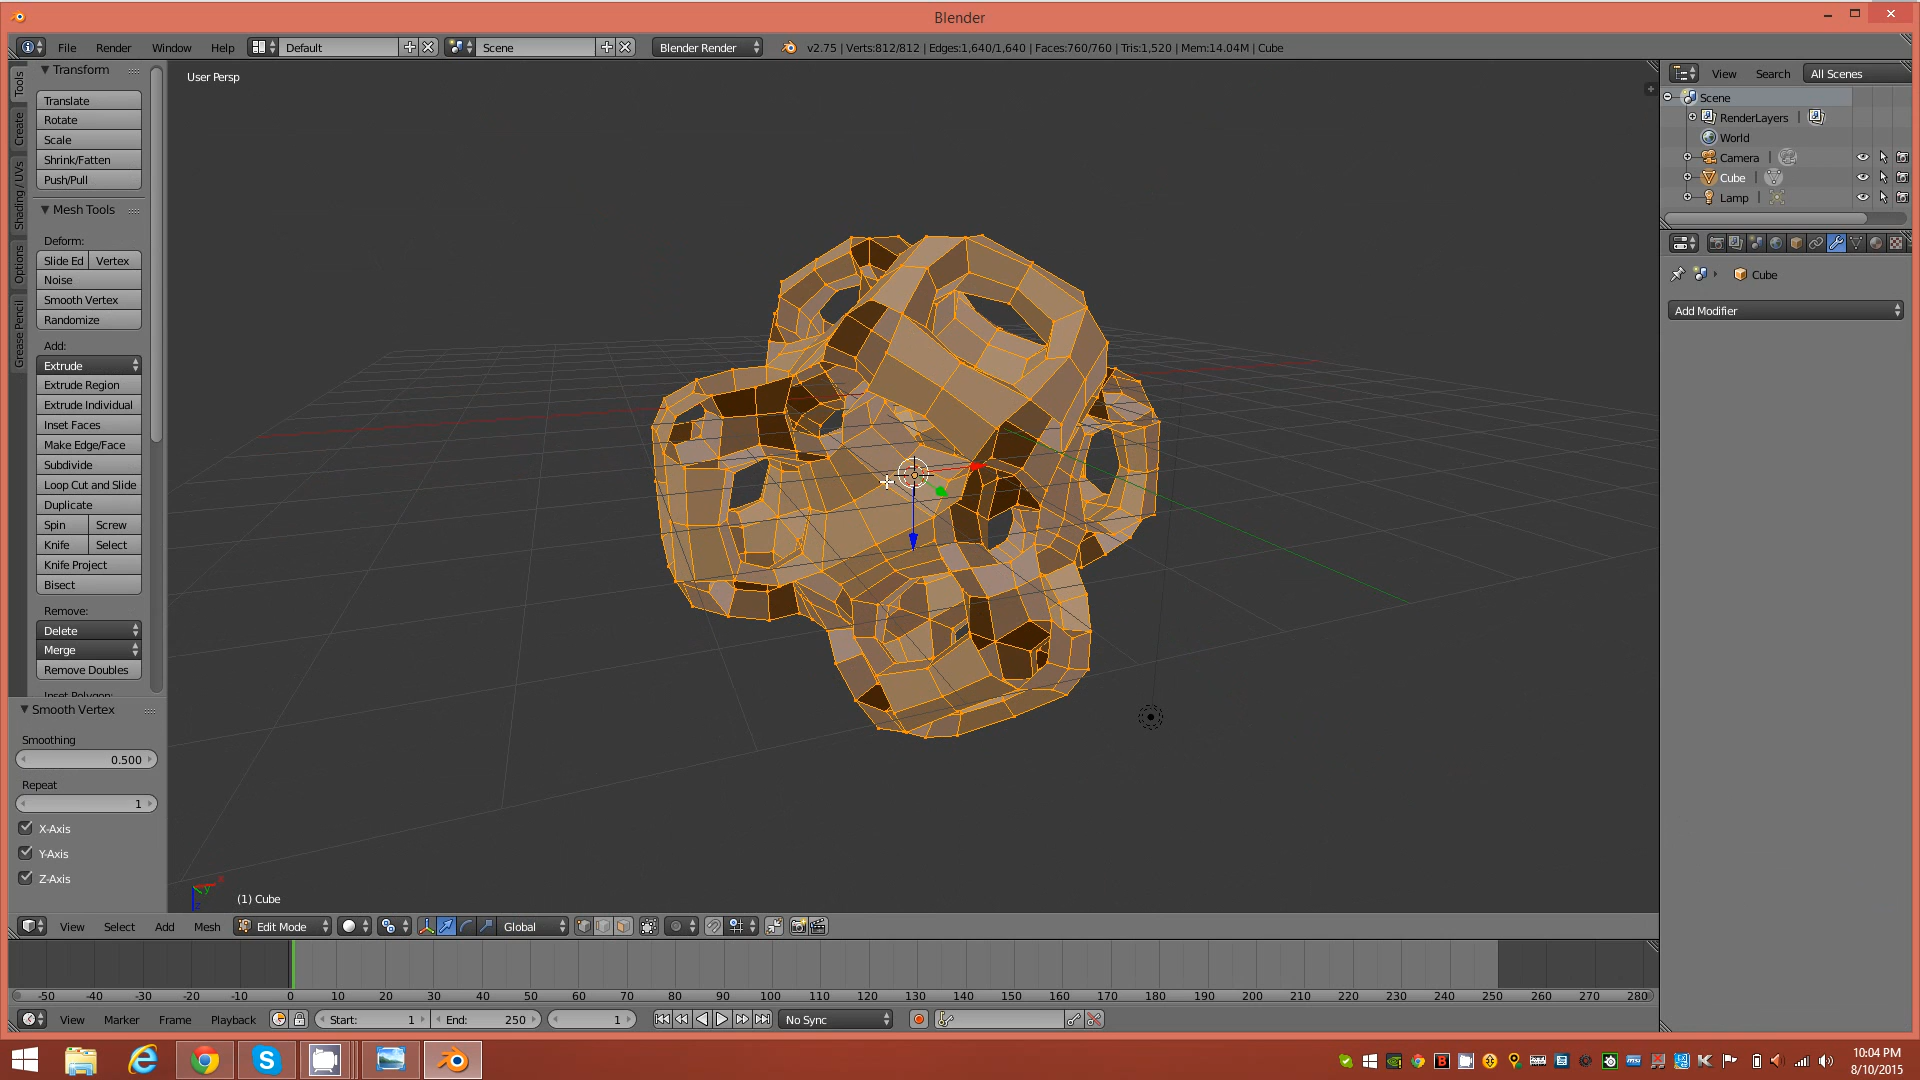 Blender
File Render Window Help Default Scene Blender Render v2.75 | Verts:812/812 | Edges:1,640/1,640 | Faces:760/760 | Tris:1,520 | Mem:14.04M | Cube
Tools
Create
Shading / UVs
Options
Grease Pencil
Transform
Translate
Rotate
Scale
Shrink/Fatten
Push/Pull
Mesh Tools
Deform:
Slide Ed Vertex
Noise
Smooth Vertex
Randomize
Add:
Extrude
Extrude Region
Extrude Individual
Inset Faces
Make Edge/Face
Subdivide
Loop Cut and Slide
Duplicate
Spin Screw
Knife Select
Knife Project
Bisect
Remove:
Delete
Merge
Remove Doubles
Inset Polygon:
Smooth Vertex
Smoothing
0.500
Repeat
1
X-Axis
Y-Axis
Z-Axis
User Persp
(1) Cube
View Search All Scenes
Scene
RenderLayers
World
Camera
Cube
Lamp
Cube
Add Modifier
View Select Add Mesh Edit Mode Global
-50 -40 -30 -20 -10 0 10 20 30 40 50 60 70 80 90 100 110 120 130 140 150 160 170 180 190 200 210 220 230 240 250 260 270 280
View Marker Frame Playback Start: 1 End: 250 1 No Sync
10:04 PM
8/10/2015